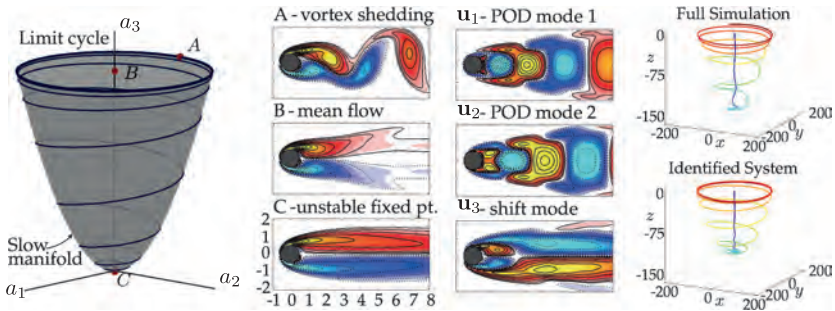 a₃
Limit cycle
A
B
Slow
manifold
C
a₁
a₂
A - vortex shedding
B - mean flow
C - unstable fixed pt.
2
1
0
-1
-2
-1 0 1 2 3 4 5 6 7 8
u₁- POD mode 1
u₂- POD mode 2
u₃- shift mode
Full Simulation
0
z -75
-150
-200
0 x
200
-200
0 y
200
Identified System
0
z
-75
-150
-200
0 x
200
-200
0 y
200